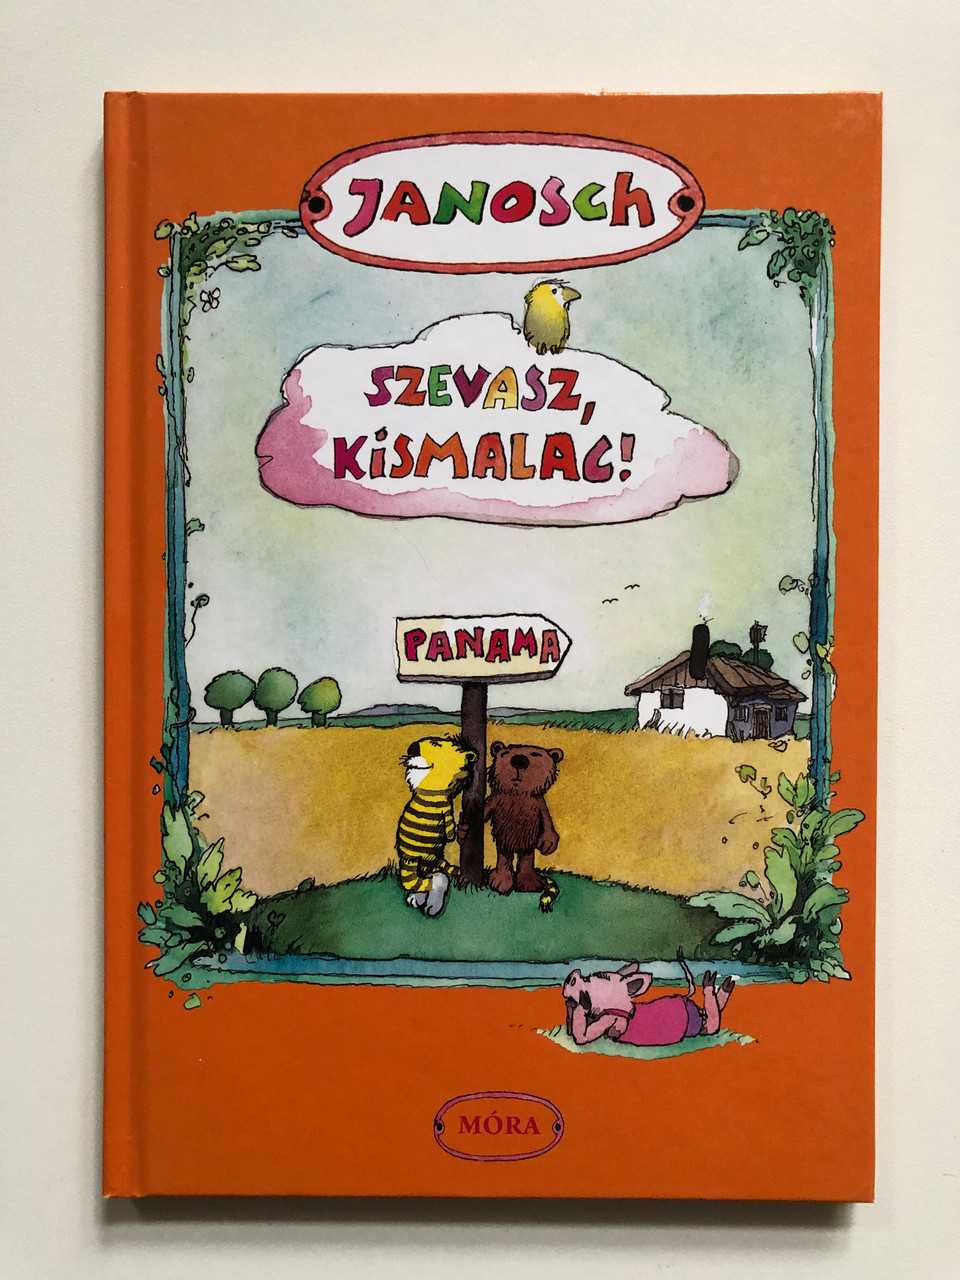 JANOSCH
SZEVASZ,
KISMALAC!
PANAMA
MÓRA